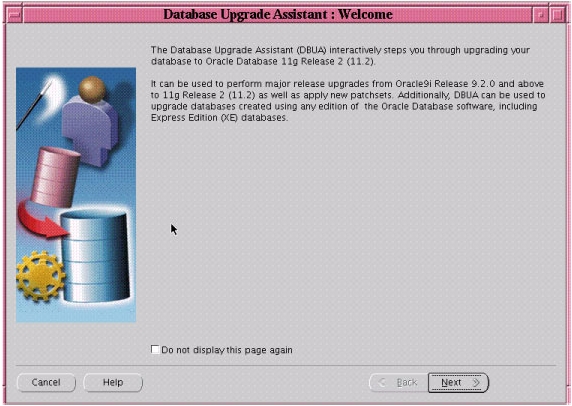 Database Upgrade Assistant : Welcome
The Database Upgrade Assistant (DBUA) interactively steps you through upgrading your
database to Oracle Database 11g Release 2 (11.2).
It can be used to perform major release upgrades from Oracle9i Release 9.2.0 and above
to 11g Release 2 (11.2) as well as apply new patchsets. Additionally, DBUA can be used to
upgrade databases created using any edition of the Oracle Database software, including
Express Edition (XE) databases.
Do not display this page again
Cancel Help Back Next